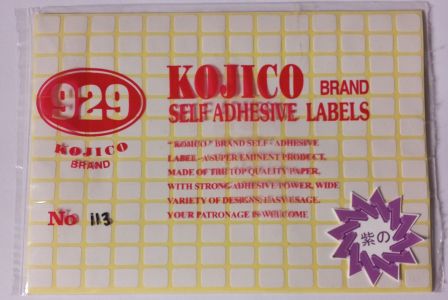 929
KOJICO
BRAND
No 113
KOJICO BRAND
SELF ADHESIVE LABELS
"KOJICO" BRAND SELF-ADHESIVE
LABEL-A SUPER EMINENT PRODUCT,
MADE OF THE TOP QUALITY PAPER,
WITH STRONG ADHESIVE POWER, WIDE
VARIETY OF DESIGNS, EASY USAGE.
YOUR PATRONAGE IS WELCOME
紫の